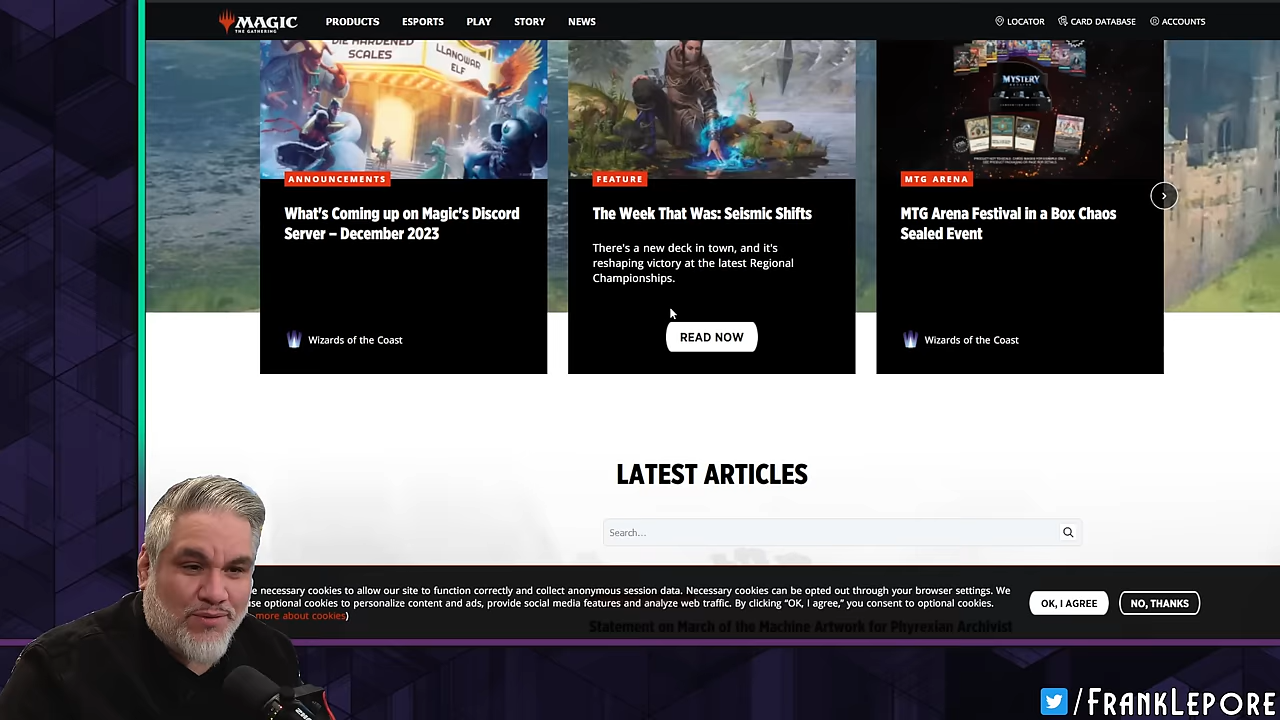 MAGIC
THE GATHERING
PRODUCTS ESPORTS PLAY STORY NEWS
LOCATOR CARD DATABASE ACCOUNTS
DIE HARDENED
SCALES
LLANOWAR
ELF
MYSTERY
ANNOUNCEMENTS
What's Coming up on Magic's Discord
Server – December 2023
Wizards of the Coast
FEATURE
The Week That Was: Seismic Shifts
There's a new deck in town, and it's
reshaping victory at the latest Regional
Championships.
READ NOW
MTG ARENA
MTG Arena Festival in a Box Chaos
Sealed Event
Wizards of the Coast
LATEST ARTICLES
Search...
e necessary cookies to allow our site to function correctly and collect anonymous session data. Necessary cookies can be opted out through your browser settings. We
se optional cookies to personalize content and ads, provide social media features and analyze web traffic. By clicking "OK, I agree," you consent to optional cookies.
more about cookies)
OK, I AGREE
NO, THANKS
Statement on March of the Machine Artwork for Phyrexian Archivist
/FRANKLEPORE